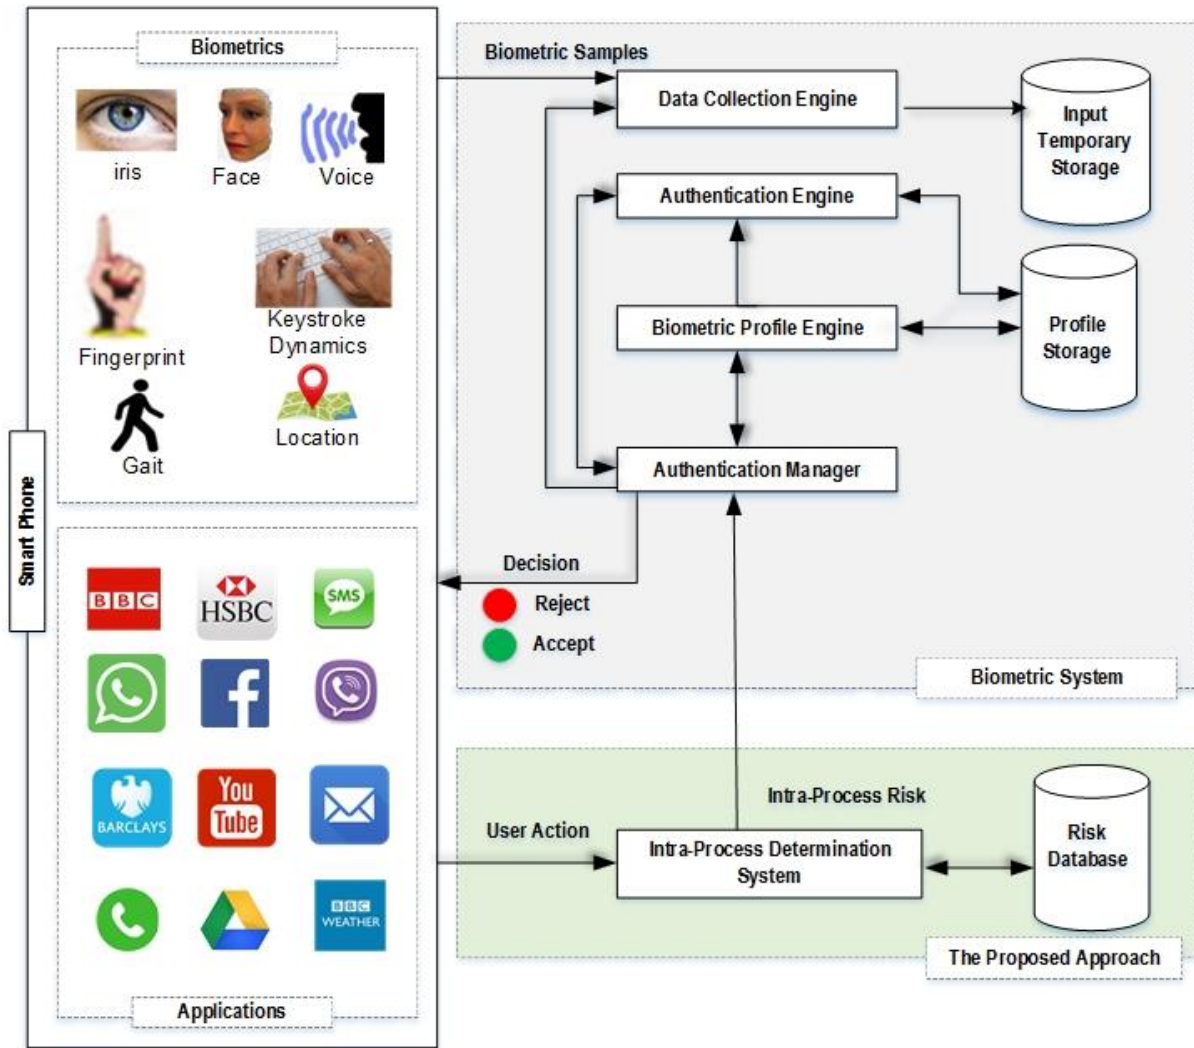 Biometrics
iris
Face
Voice
Fingerprint
Keystroke
Dynamics
Gait
Location
Smart Phone
BBC
HSBC
SMS
BARCLAYS
You
Tube
BBC
WEATHER
Applications
Biometric Samples
Data Collection Engine
Input
Temporary
Storage
Authentication Engine
Biometric Profile Engine
Profile
Storage
Authentication Manager
Decision
Reject
Accept
Biometric System
Intra-Process Risk
User Action
Intra-Process Determination
System
Risk
Database
The Proposed Approach